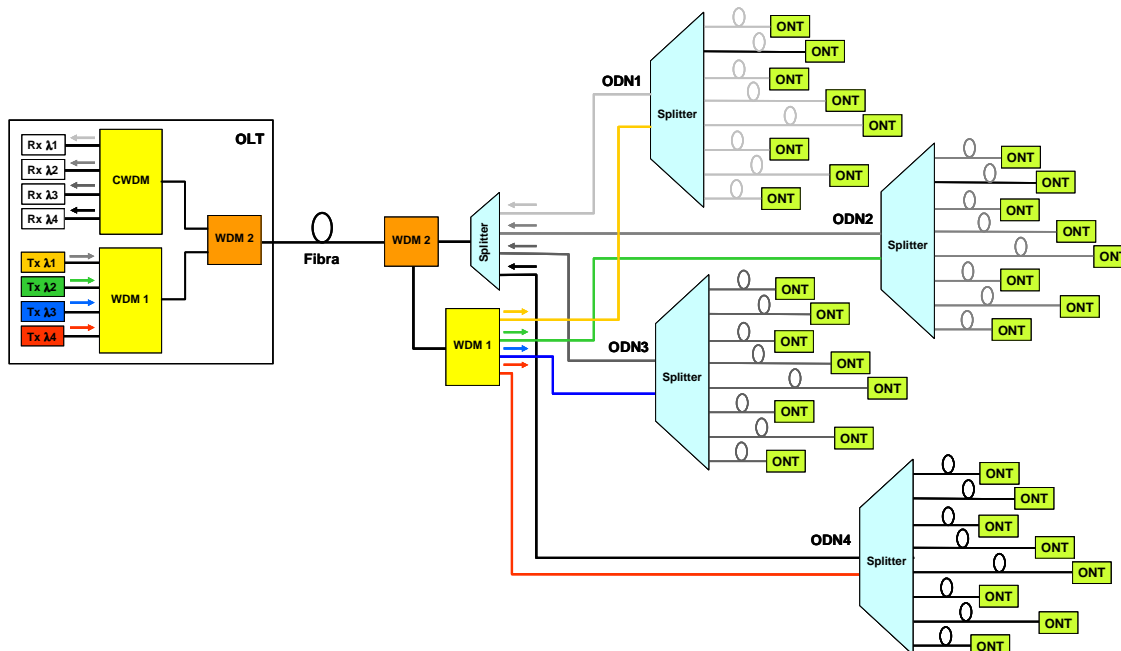 OLT
Rx λ1
Rx λ2
Rx λ3
Rx λ4
CWDM
Tx λ1
Tx λ2
Tx λ3
Tx λ4
WDM 1
WDM 2
Fibra
WDM 2
Splitter
WDM 1
ODN1
Splitter
ONT
ONT
ONT
ONT
ONT
ONT
ONT
ONT
ODN2
Splitter
ONT
ONT
ONT
ONT
ONT
ONT
ONT
ONT
ODN3
Splitter
ONT
ONT
ONT
ONT
ONT
ONT
ONT
ONT
ODN4
Splitter
ONT
ONT
ONT
ONT
ONT
ONT
ONT
ONT